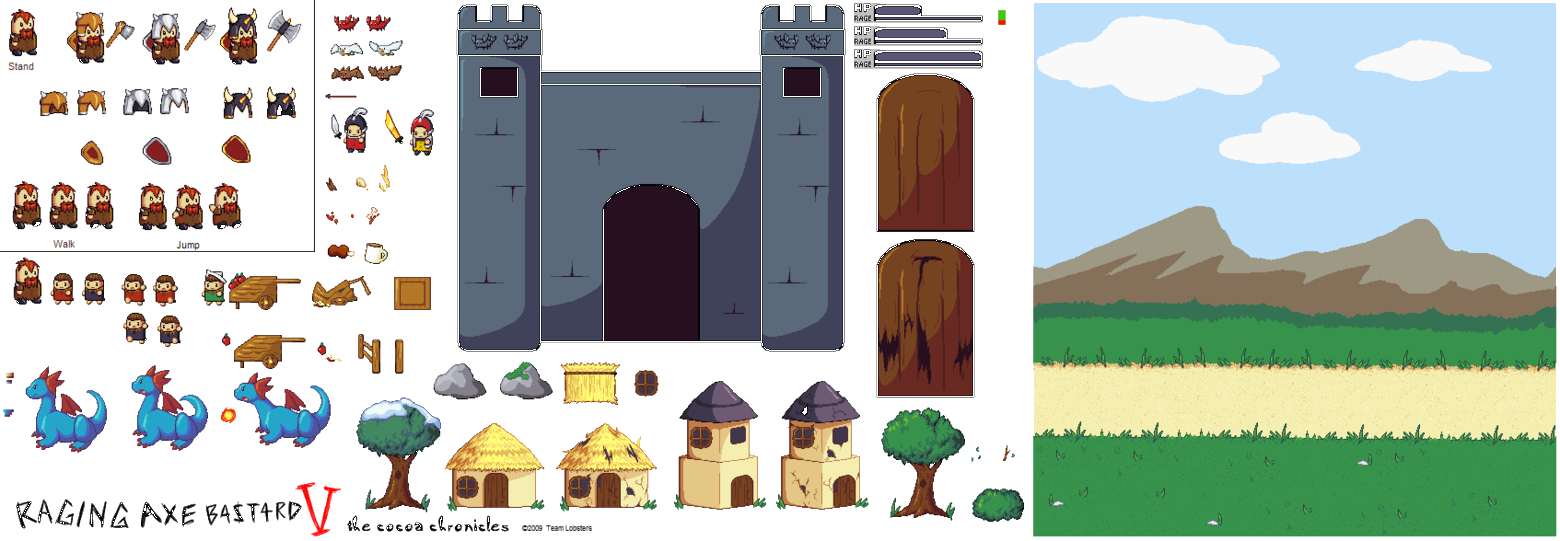 Stand
Walk
Jump
HP
RAGE
HP
RAGE
HP
RAGE
RAGING AXE BASTARD V
the cocoa chronicles ©2009 Team Lobsters